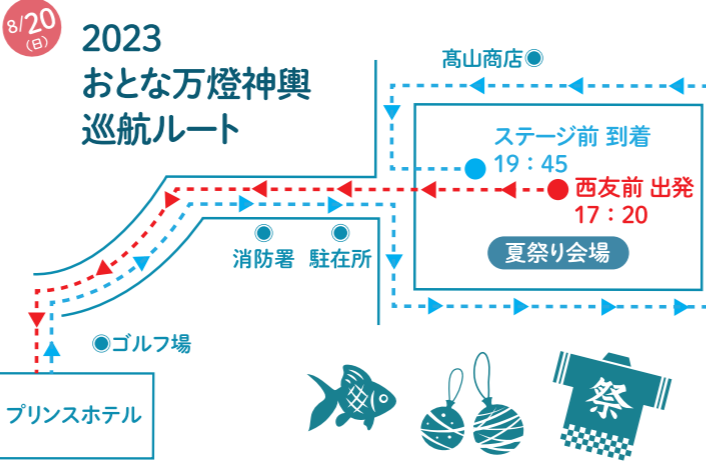 8/20
(日)
2023
おとな万燈神輿
巡航ルート
髙山商店
ステージ前 到着
19：45
西友前 出発
17：20
夏祭り会場
消防署
駐在所
ゴルフ場
プリンスホテル
祭